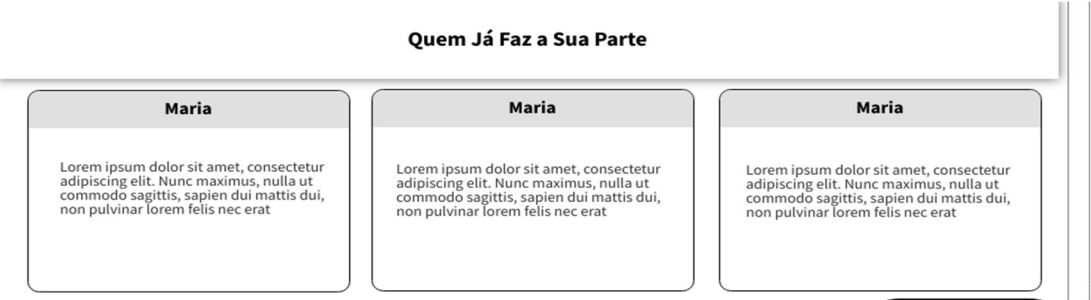 Quem Já Faz a Sua Parte
Maria
Lorem ipsum dolor sit amet, consectetur
adipiscing elit. Nunc maximus, nulla ut
commodo sagittis, sapien dui mattis dui,
non pulvinar lorem felis nec erat
Maria
Lorem ipsum dolor sit amet, consectetur
adipiscing elit. Nunc maximus, nulla ut
commodo sagittis, sapien dui mattis dui,
non pulvinar lorem felis nec erat
Maria
Lorem ipsum dolor sit amet, consectetur
adipiscing elit. Nunc maximus, nulla ut
commodo sagittis, sapien dui mattis dui,
non pulvinar lorem felis nec erat